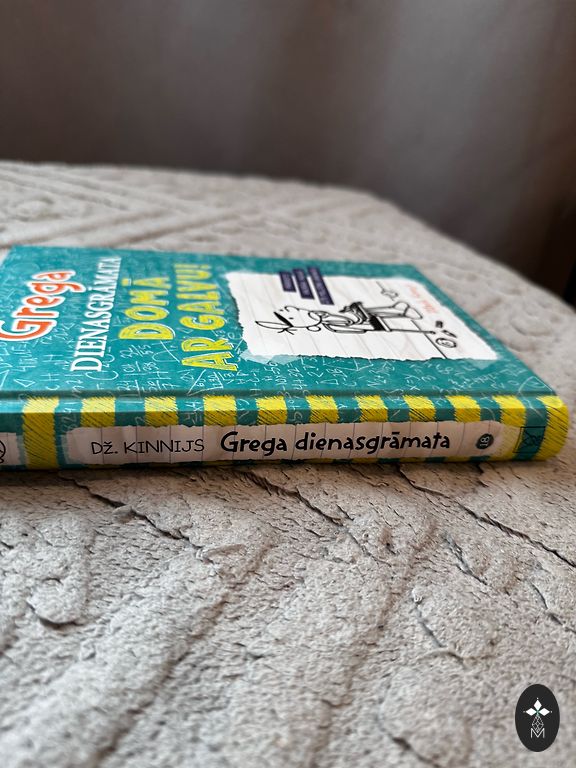 Grega
DIENASGRĀMATA
DOMĀ
AR GALVU!
Dž. KINNIJS Grega dienasgrāmata 18